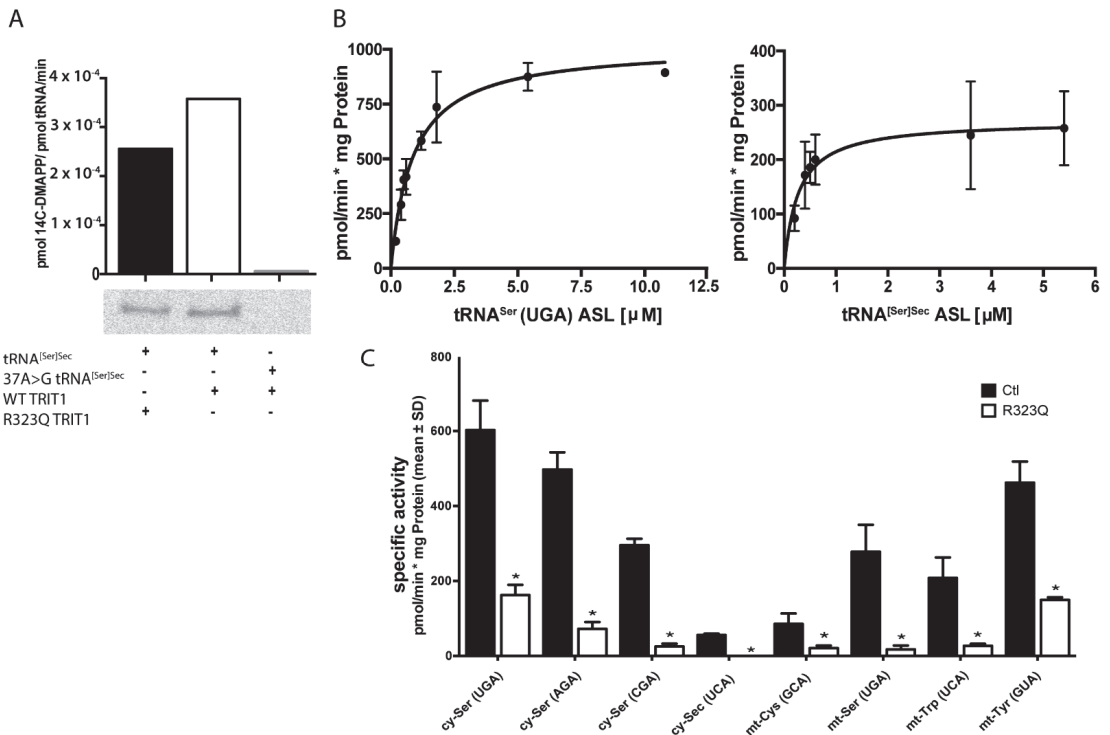 A
pmol 14C-DMAPP/ pmol tRNA/min
4 x 10-4
3 x 10-4
2 x 10-4
1 x 10-4
0
tRNA[Ser]Sec + + -
37A>G tRNA[Ser]Sec - - +
WT TRIT1 - + +
R323Q TRIT1 + - -
B
pmol/min * mg Protein
1000
750
500
250
0
0.0 2.5 5.0 7.5 10.0 12.5
tRNASer (UGA) ASL [µM]
pmol/min * mg Protein
400
300
200
100
0
0 1 2 3 4 5 6
tRNA[Ser]Sec ASL [µM]
C
specific activity
pmol/min * mg Protein (mean ± SD)
800
600
400
200
0
Ctl
R323Q
* * * * * * * *
cy-Ser (UGA)
cy-Ser (AGA)
cy-Ser (CGA)
cy-Sec (UCA)
mt-Cys (GCA)
mt-Ser (UGA)
mt-Trp (UCA)
mt-Tyr (GUA)